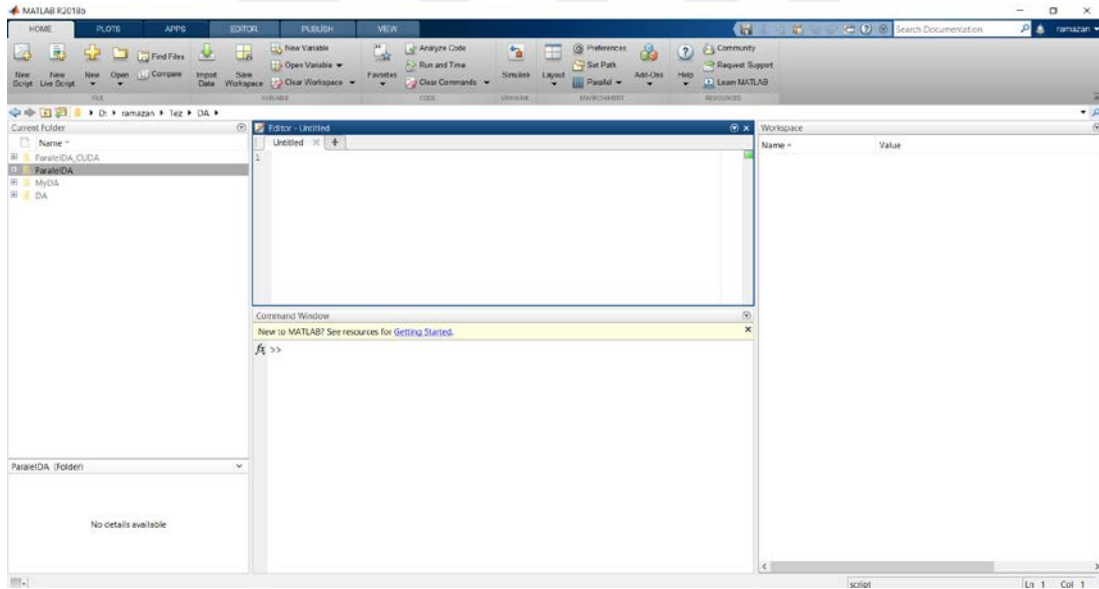 MATLAB R2018b
HOME PLOTS APPS EDITOR PUBLISH VIEW Search Documentation ramazan
New Script New Live Script New Open Find Files Compare Import Data Save Workspace New Variable Open Variable Clear Workspace Favorites Analyze Code Run and Time Clear Commands Simulink Layout Preferences Set Path Parallel Add-Ons Help Community Request Support Learn MATLAB
FILE VARIABLE CODE SIMULINK ENVIRONMENT RESOURCES
D: ramazan Tez DA
Current Folder
Name
ParalelDA_CUDA
ParalelDA
MyDA
DA
ParalelDA (Folder)
No details available
Editor - Untitled
Untitled
1
Command Window
New to MATLAB? See resources for Getting Started.
fx >>
Workspace
Name Value
script Ln 1 Col 1